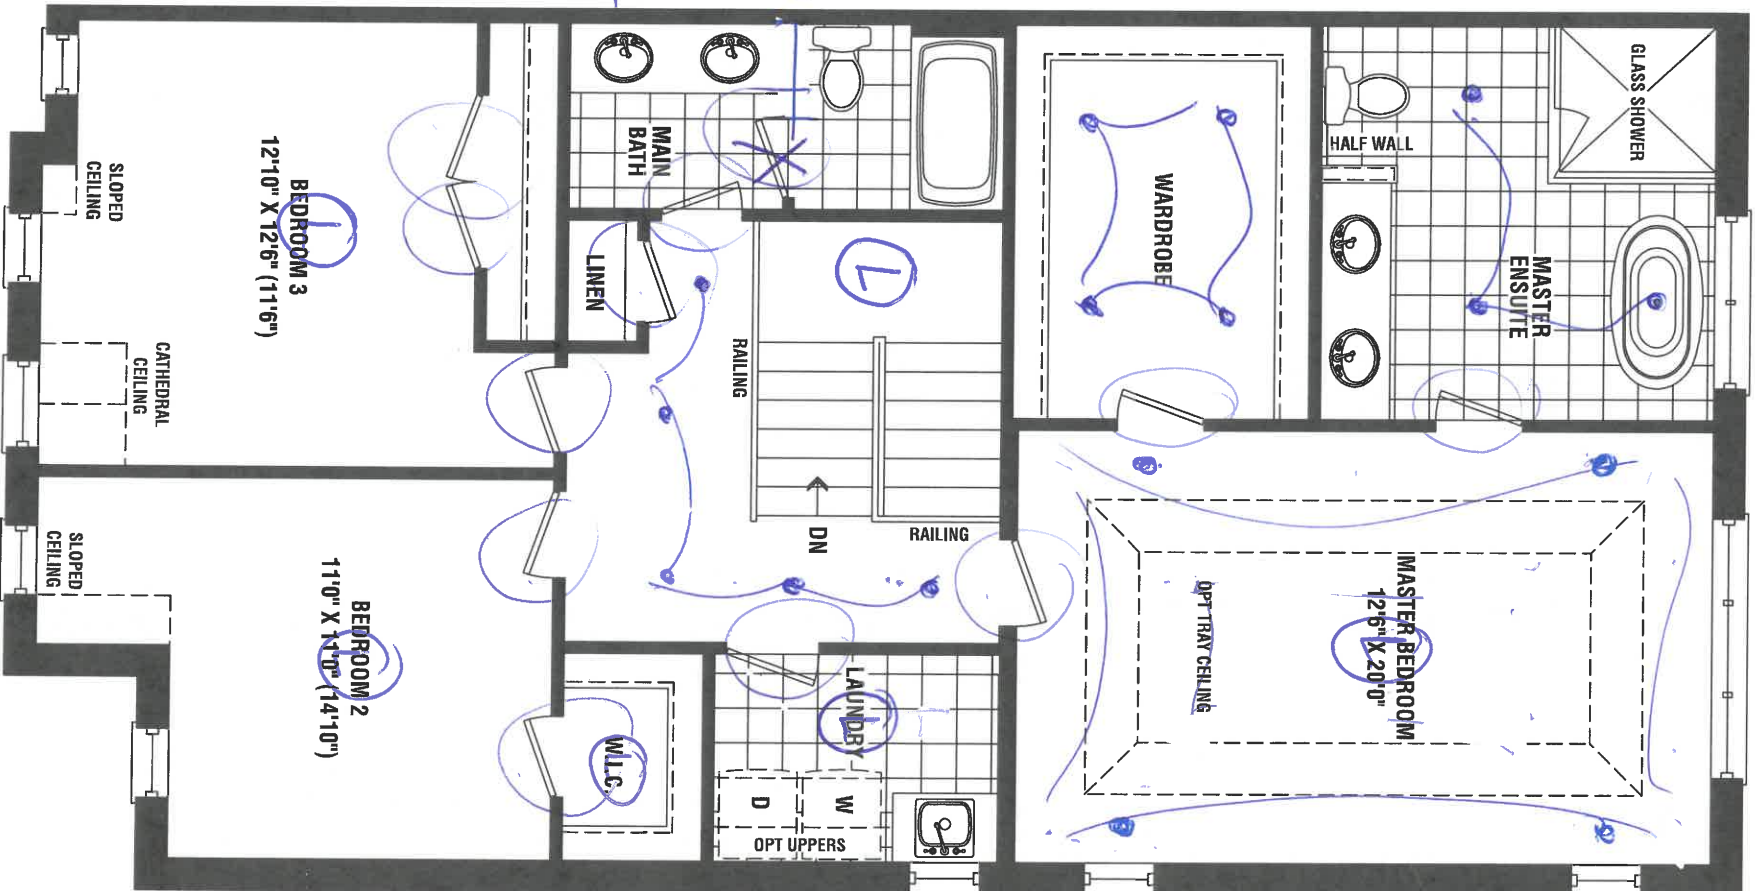 GLASS SHOWER
HALF WALL
MASTER
ENSUITE
WARDROBE
MAIN
BATH
LINEN
BEDROOM 3
12'10" X 12'6" (11'6")
SLOPED
CEILING
CATHEDRAL
CEILING
RAILING
RAILING
DN
MASTER BEDROOM
12'6" X 20'0"
OPT TRAY CEILING
BEDROOM 2
11'0" X 11'0" (14'10")
SLOPED
CEILING
W.I.C.
LAUNDRY
D
W
OPT UPPERS